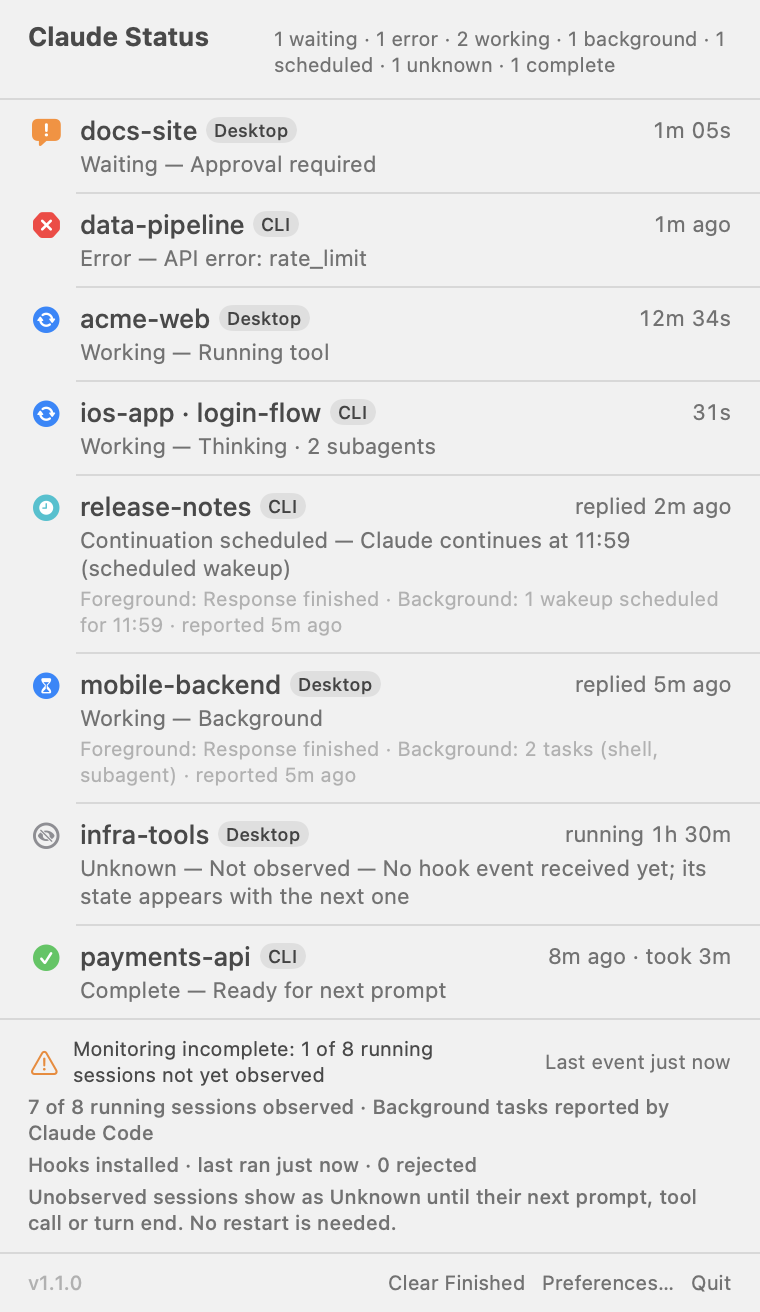 Claude Status
1 waiting · 1 error · 2 working · 1 background · 1
scheduled · 1 unknown · 1 complete
docs-site Desktop 1m 05s
Waiting — Approval required
data-pipeline CLI 1m ago
Error — API error: rate_limit
acme-web Desktop 12m 34s
Working — Running tool
ios-app · login-flow CLI 31s
Working — Thinking · 2 subagents
release-notes CLI replied 2m ago
Continuation scheduled — Claude continues at 11:59
(scheduled wakeup)
Foreground: Response finished · Background: 1 wakeup scheduled
for 11:59 · reported 5m ago
mobile-backend Desktop replied 5m ago
Working — Background
Foreground: Response finished · Background: 2 tasks (shell,
subagent) · reported 5m ago
infra-tools Desktop running 1h 30m
Unknown — Not observed — No hook event received yet; its
state appears with the next one
payments-api CLI 8m ago · took 3m
Complete — Ready for next prompt
Monitoring incomplete: 1 of 8 running
sessions not yet observed
Last event just now
7 of 8 running sessions observed · Background tasks reported by
Claude Code
Hooks installed · last ran just now · 0 rejected
Unobserved sessions show as Unknown until their next prompt, tool
call or turn end. No restart is needed.
v1.1.0 Clear Finished Preferences... Quit